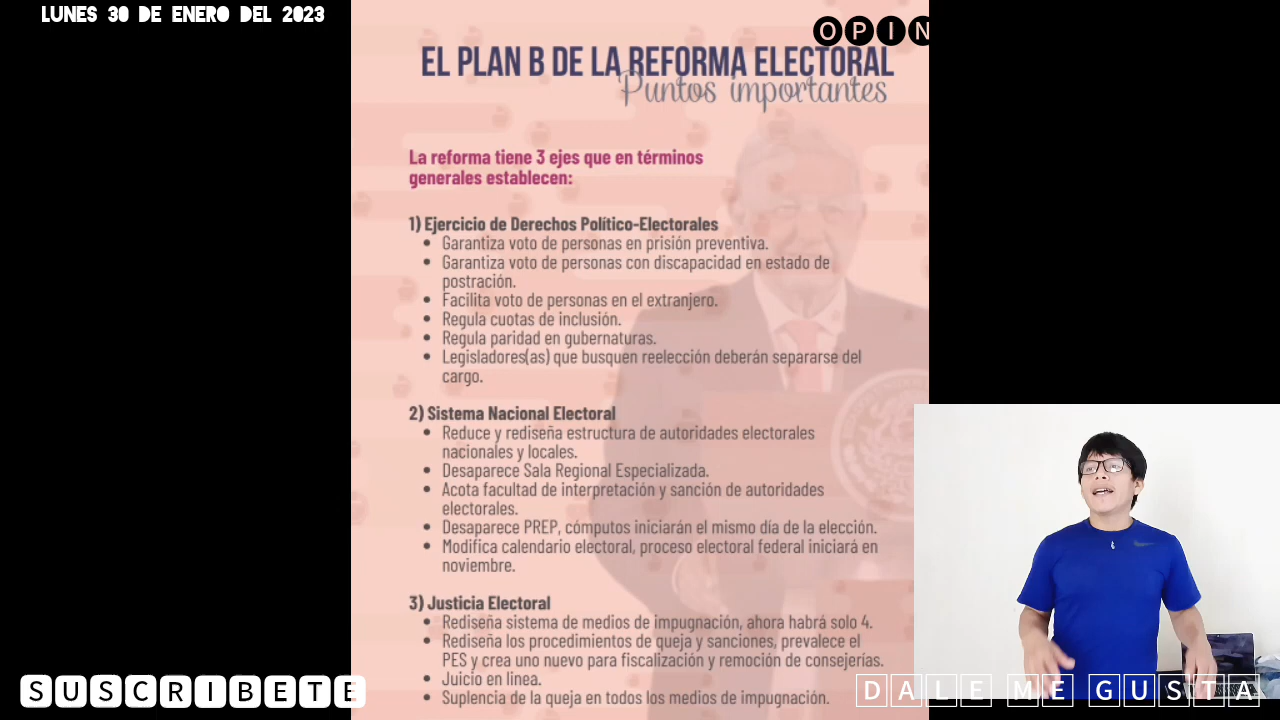 LUNES 30 DE ENERO DEL 2023
OPIN
EL PLAN B DE LA REFORMA ELECTORAL
Puntos importantes
La reforma tiene 3 ejes que en términos
generales establecen:
1) Ejercicio de Derechos Político-Electorales
• Garantiza voto de personas en prisión preventiva.
• Garantiza voto de personas con discapacidad en estado de
postración.
• Facilita voto de personas en el extranjero.
• Regula cuotas de inclusión.
• Regula paridad en gubernaturas.
• Legisladores(as) que busquen reelección deberán separarse del
cargo.
2) Sistema Nacional Electoral
• Reduce y rediseña estructura de autoridades electorales
nacionales y locales.
• Desaparece Sala Regional Especializada.
• Acota facultad de interpretación y sanción de autoridades
electorales.
• Desaparece PREP, cómputos iniciarán el mismo día de la elección.
• Modifica calendario electoral, proceso electoral federal iniciará en
noviembre.
3) Justicia Electoral
• Rediseña sistema de medios de impugnación, ahora habrá solo 4.
• Rediseña los procedimientos de queja y sanciones, prevalece el
PES y crea uno nuevo para fiscalización y remoción de consejerías.
• Juicio en linea.
• Suplencia de la queja en todos los medios de impugnación.
SUSCRIBETE
DALE ME GUSTA